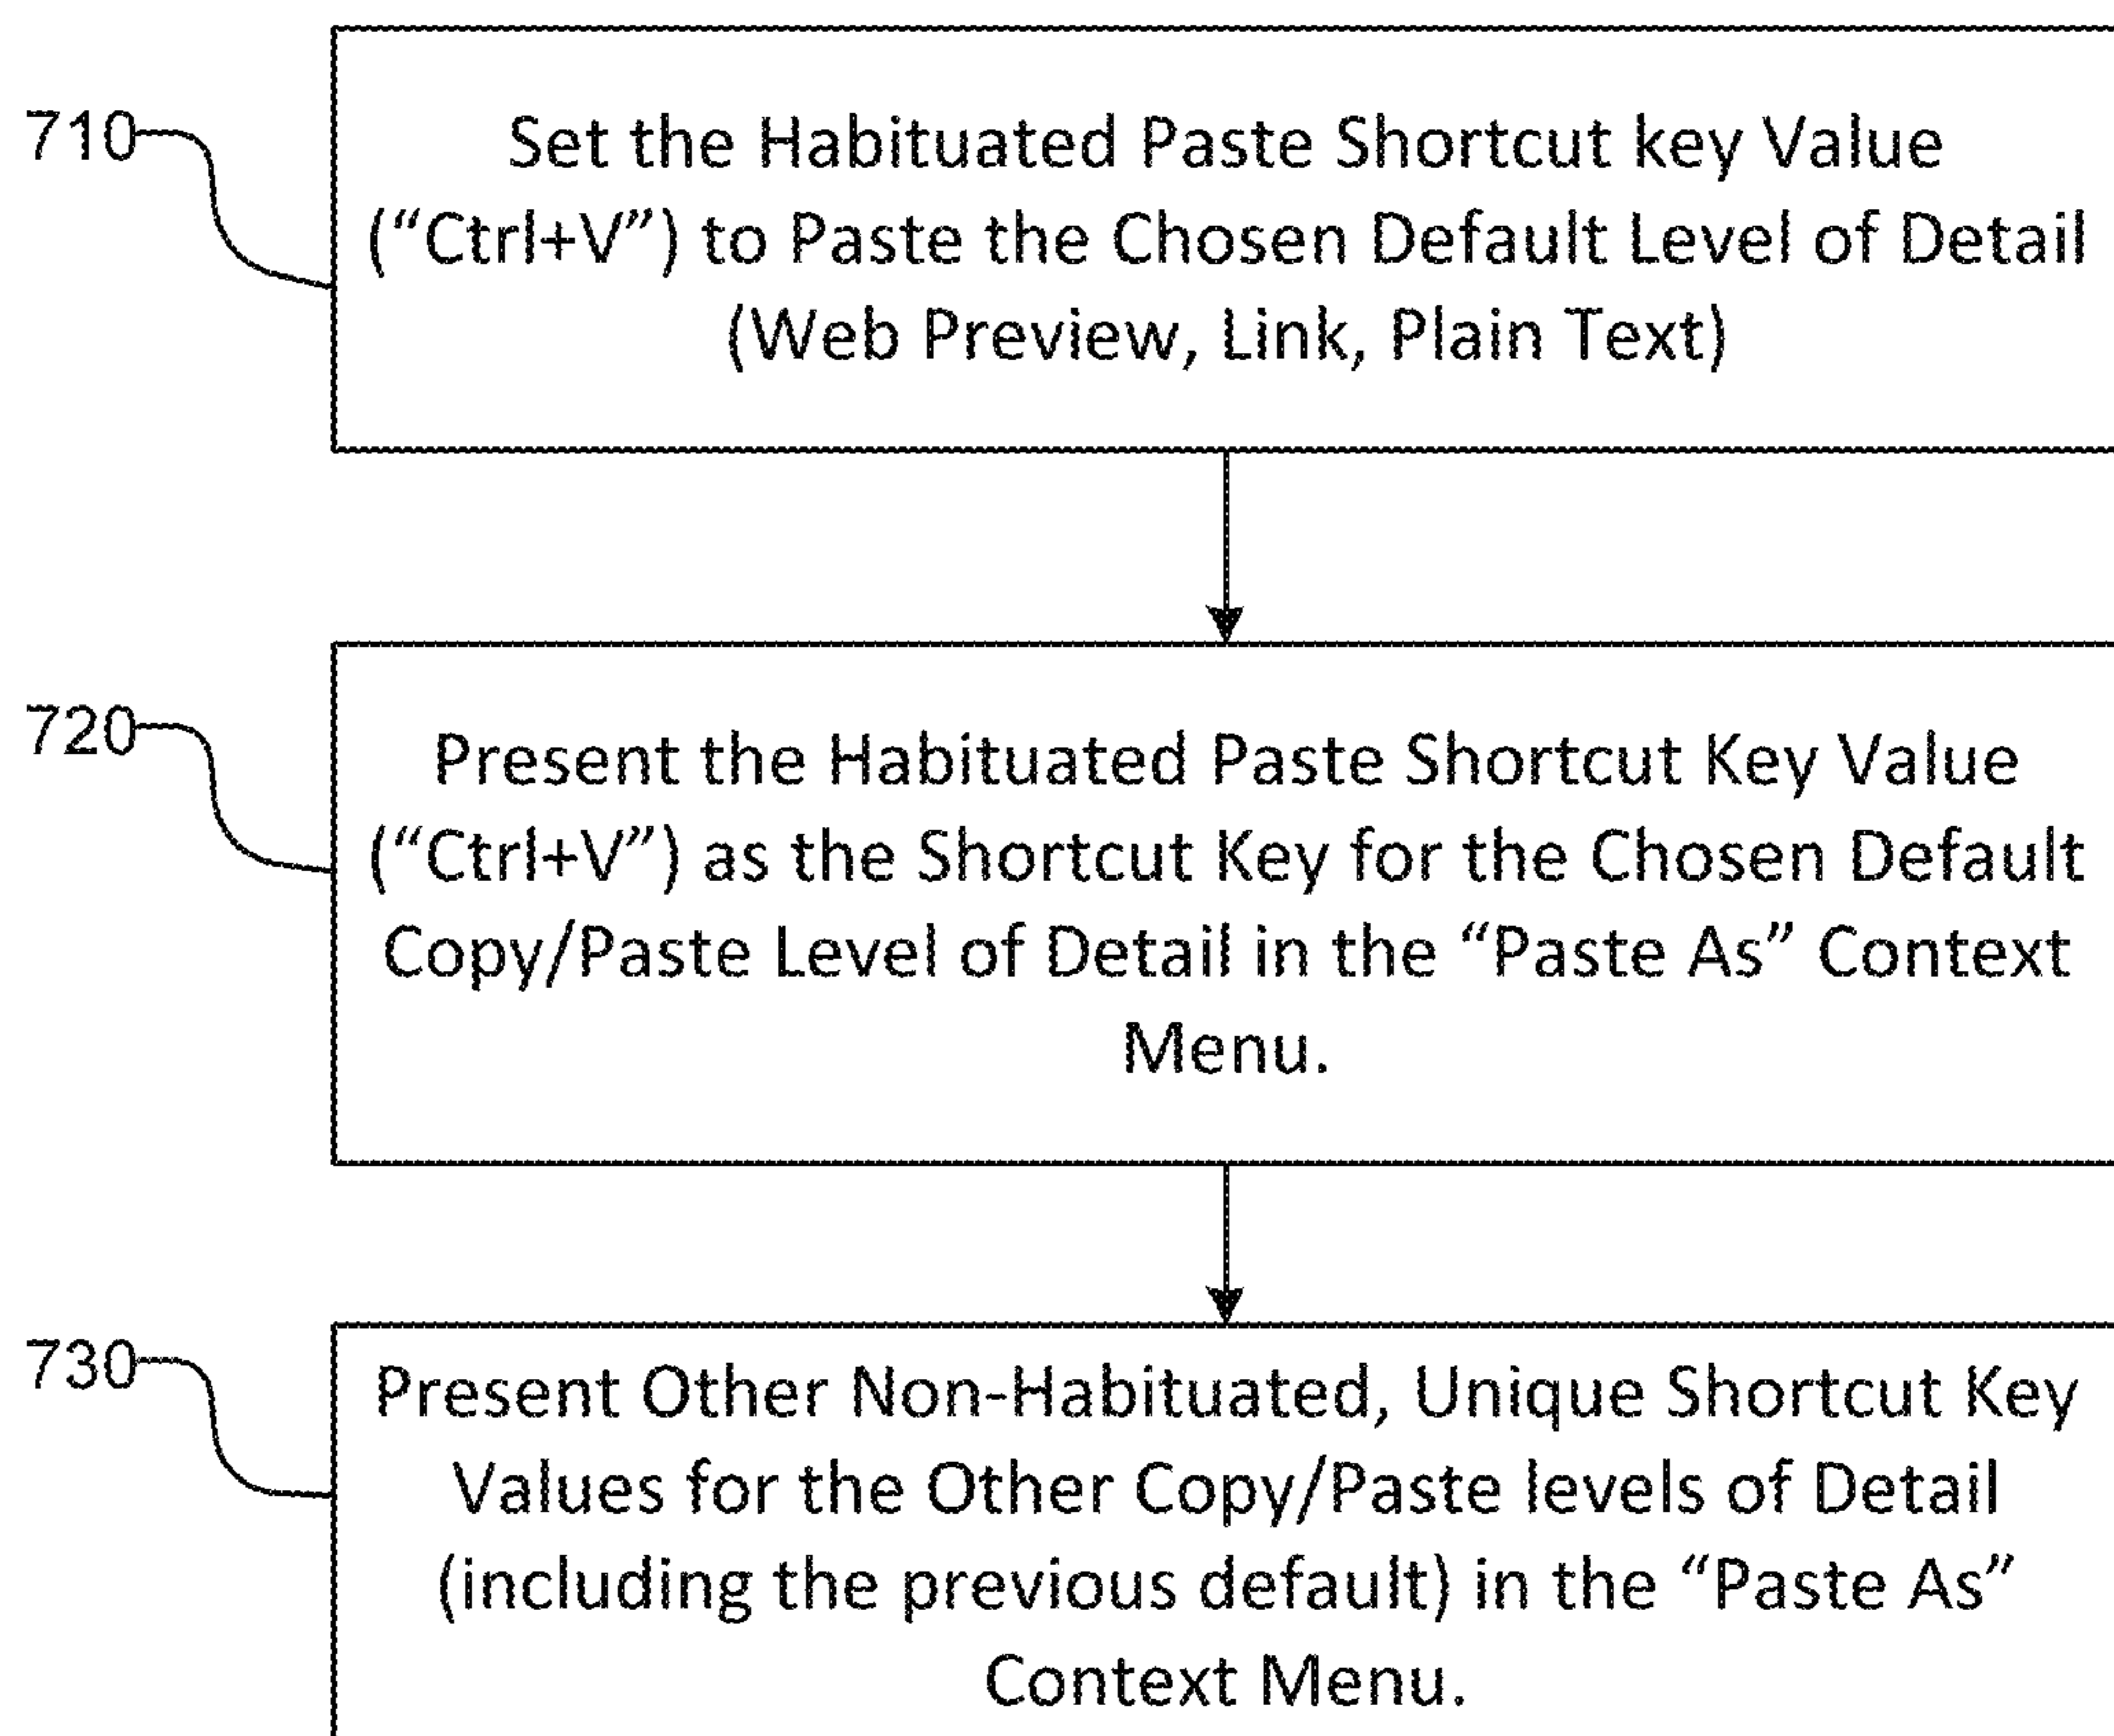 710
Set the Habituated Paste Shortcut key Value
(“Ctrl+V”) to Paste the Chosen Default Level of Detail
(Web Preview, Link, Plain Text)
720
Present the Habituated Paste Shortcut Key Value
(“Ctrl+V”) as the Shortcut Key for the Chosen Default
Copy/Paste Level of Detail in the “Paste As” Context
Menu.
730
Present Other Non-Habituated, Unique Shortcut Key
Values for the Other Copy/Paste levels of Detail
(including the previous default) in the “Paste As”
Context Menu.